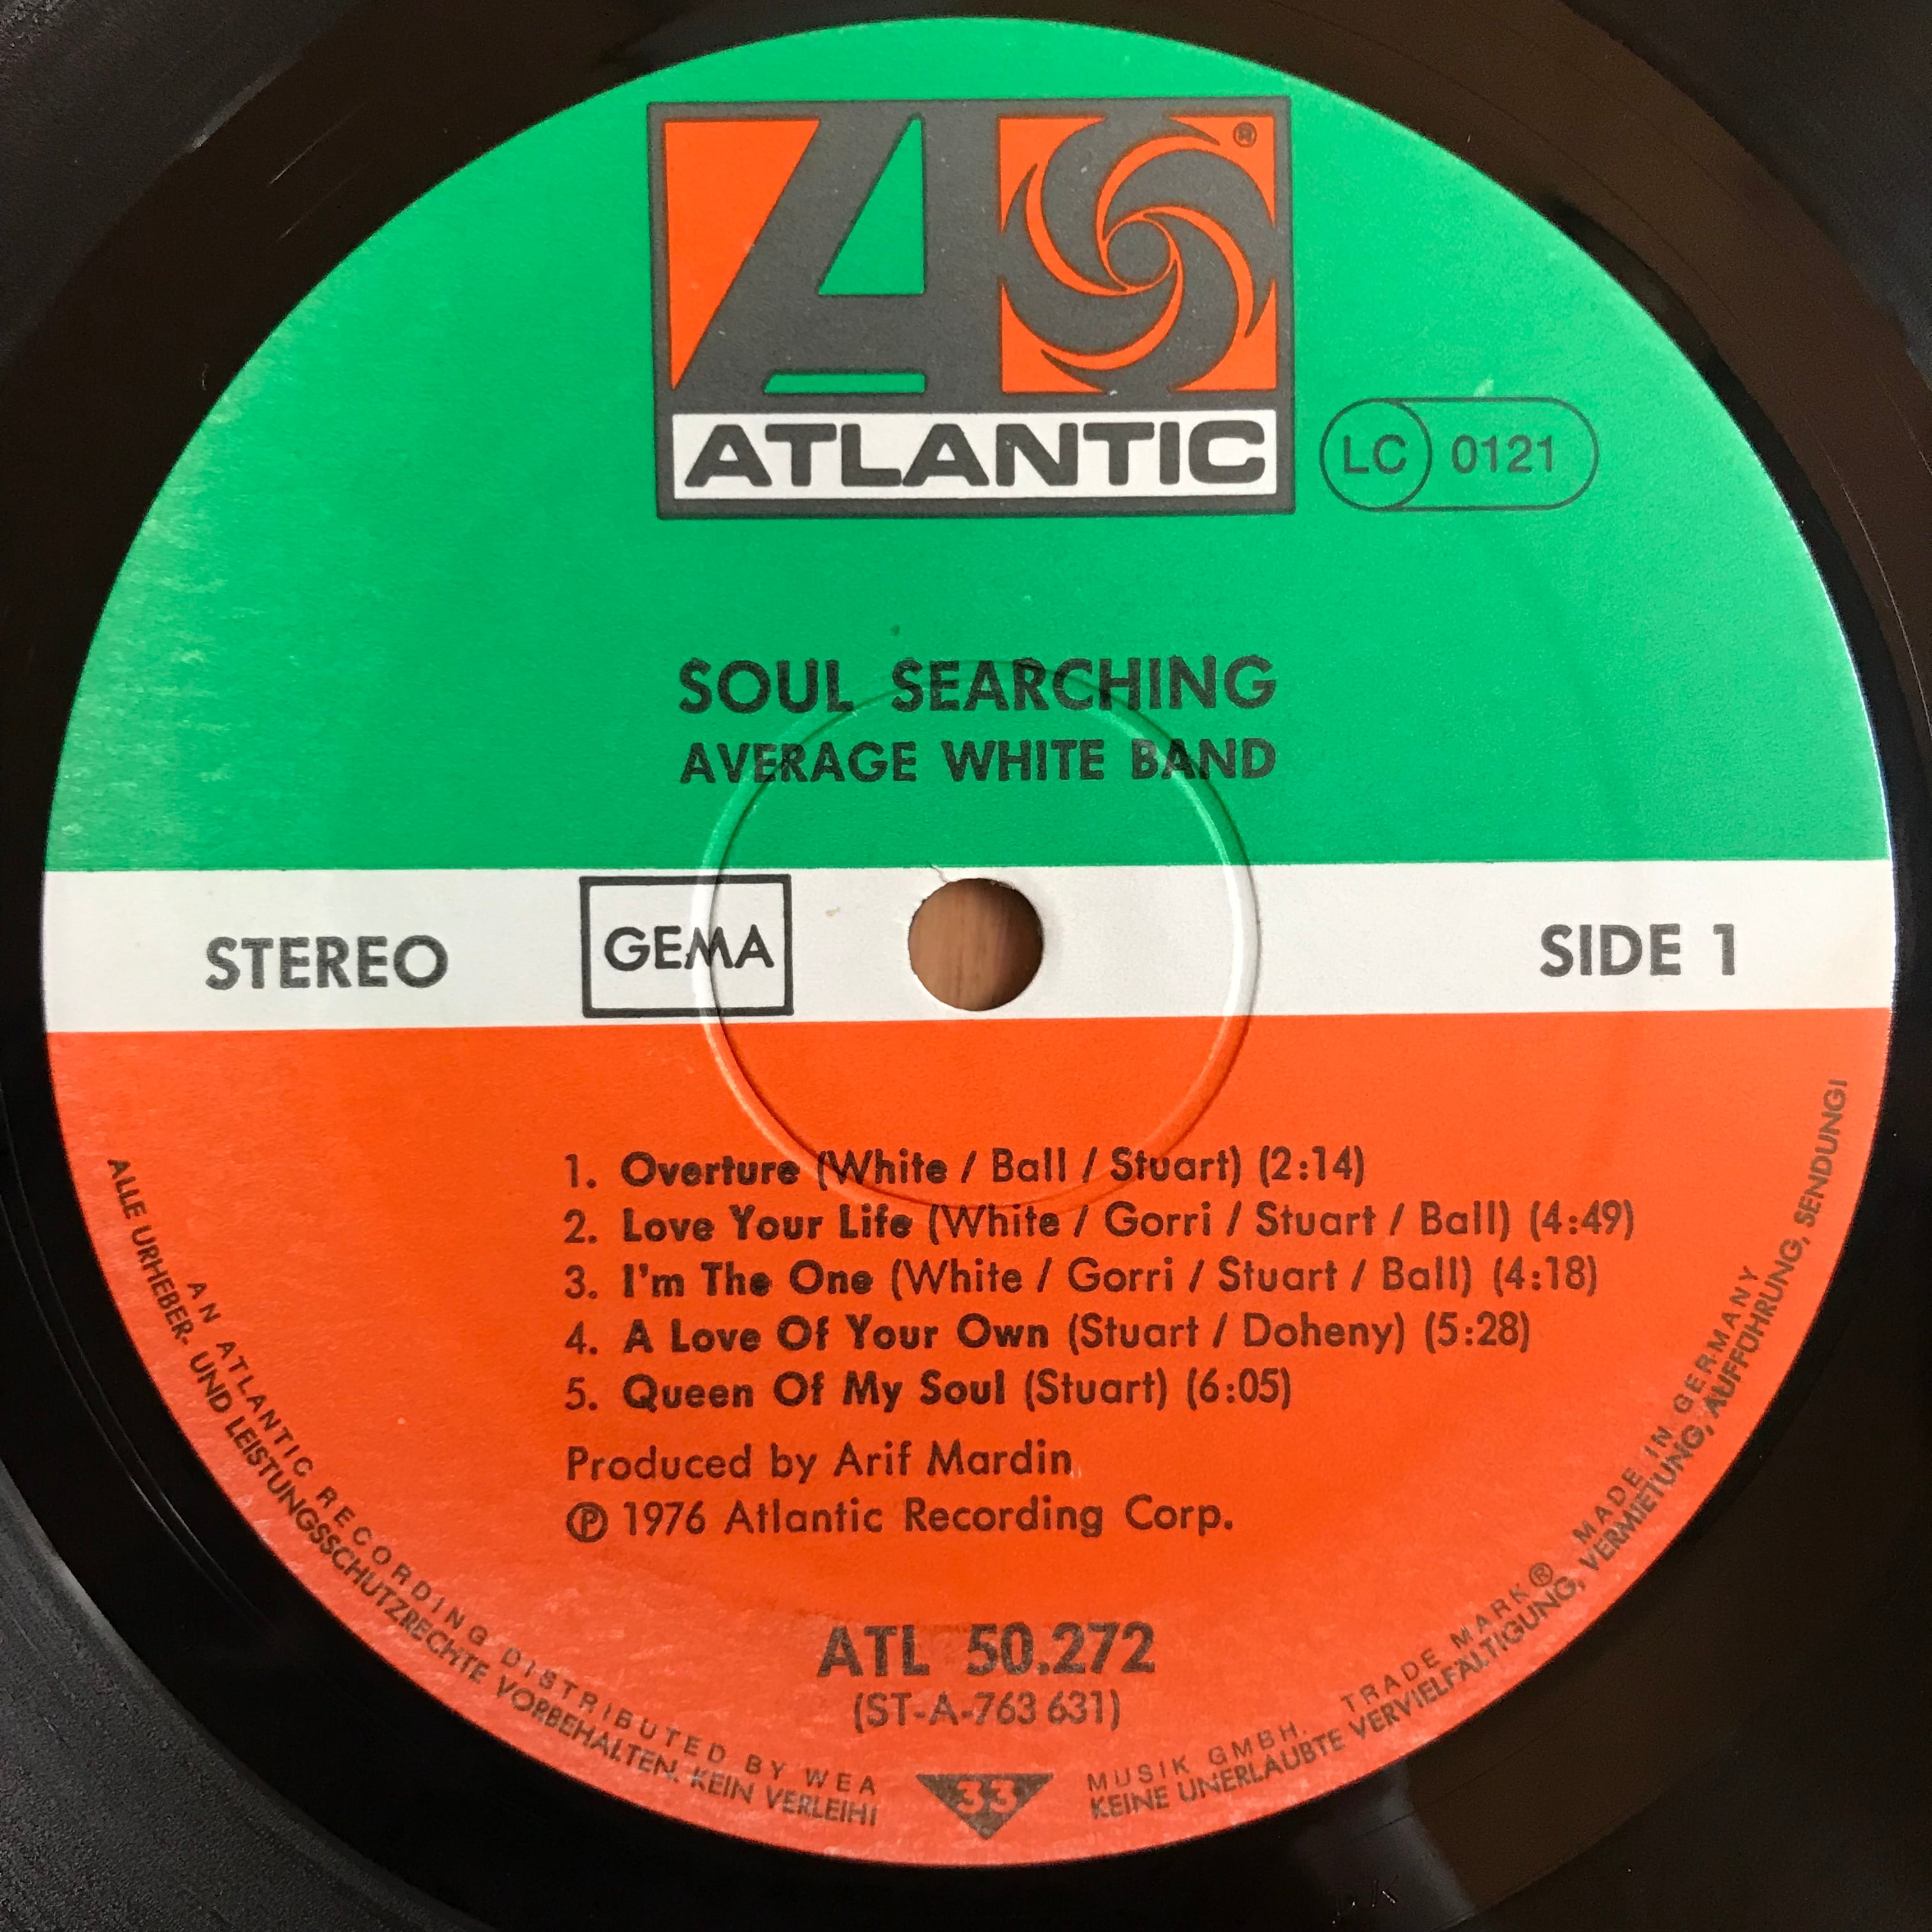 ®
ATLANTIC
LC 0121
SOUL SEARCHING
AVERAGE WHITE BAND
STEREO
GEMA
SIDE 1
1. Overture (White / Ball / Stuart) (2:14)
2. Love Your Life (White / Gorri / Stuart / Ball) (4:49)
3. I'm The One (White / Gorri / Stuart / Ball) (4:18)
4. A Love Of Your Own (Stuart / Doheny) (5:28)
5. Queen Of My Soul (Stuart) (6:05)
Produced by Arif Mardin
℗ 1976 Atlantic Recording Corp.
ATL 50.272
(ST-A-763 631)
33
AN ATLANTIC RECORDING DISTRIBUTED BY WEA MUSIK GMBH. TRADE MARK ® MADE IN GERMANY
ALLE URHEBER- UND LEISTUNGSSCHUTZRECHTE VORBEHALTEN. KEIN VERLEIH! KEINE UNERLAUBTE VERVIELFÄLTIGUNG, VERMIETUNG, AUFFÜHRUNG, SENDUNG!